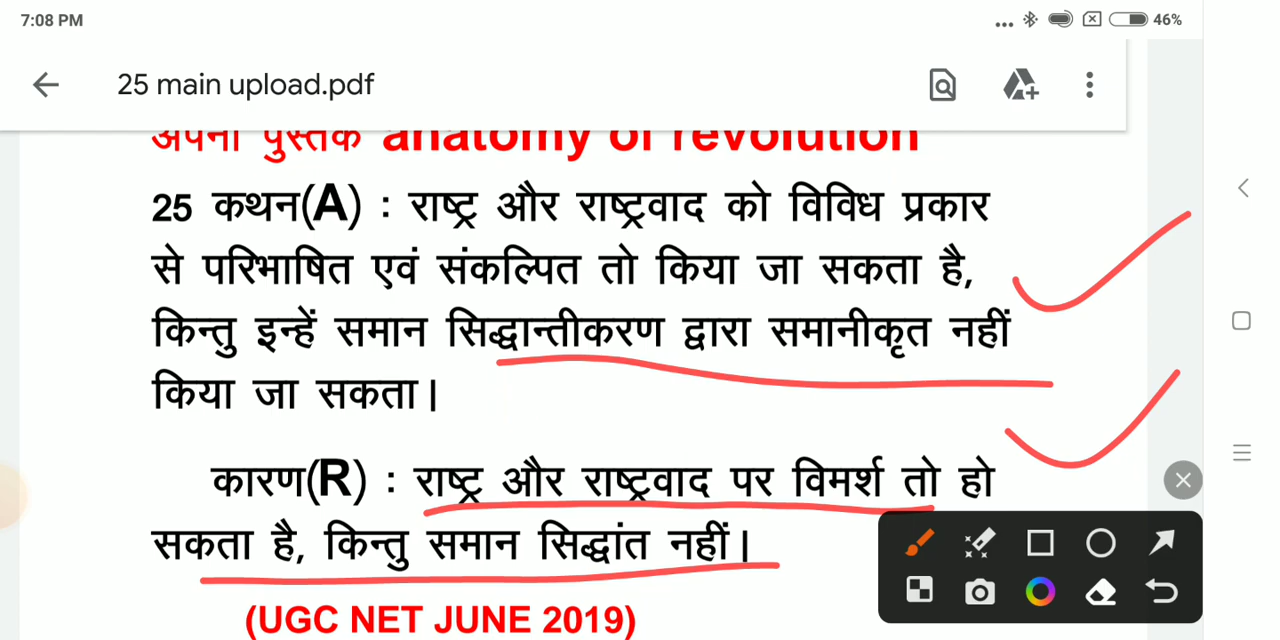 7:08 PM
46%
25 main upload.pdf
अपनी पुस्तक anatomy of revolution
25 कथन(A) : राष्ट्र और राष्ट्रवाद को विविध प्रकार
से परिभाषित एवं संकल्पित तो किया जा सकता है,
किन्तु इन्हें समान सिद्धान्तीकरण द्वारा समानीकृत नहीं
किया जा सकता।
कारण(R) : राष्ट्र और राष्ट्रवाद पर विमर्श तो हो
सकता है, किन्तु समान सिद्धांत नहीं।
(UGC NET JUNE 2019)